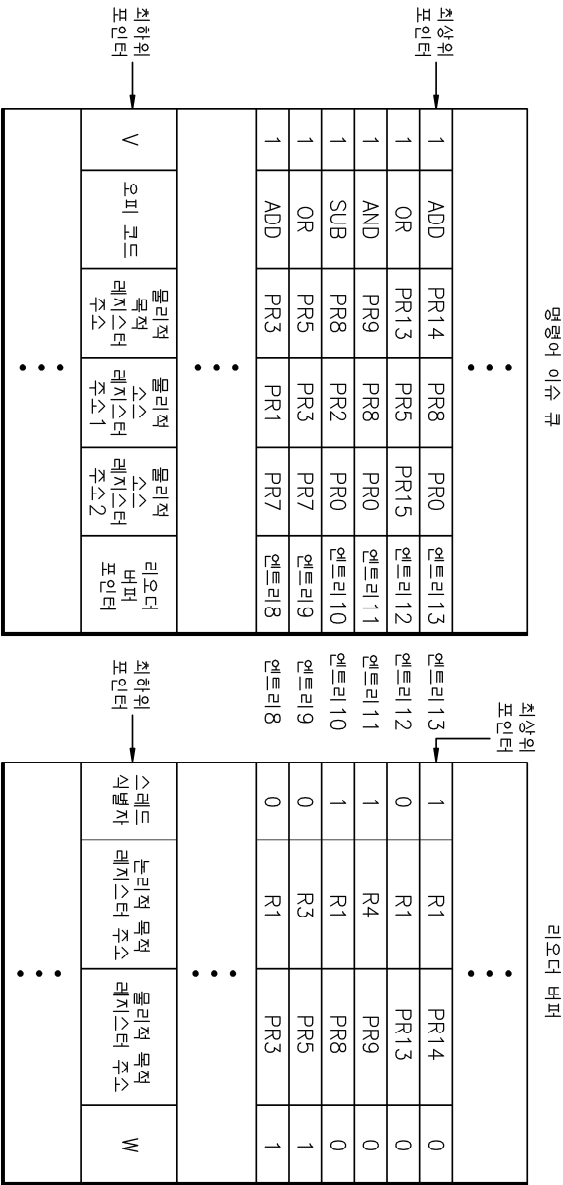 명령어 이슈 큐
최상위
포인터
1 ADD PR14 PR8 PR0 엔트리13
1 OR PR13 PR5 PR15 엔트리12
1 AND PR9 PR8 PR0 엔트리11
1 SUB PR8 PR2 PR0 엔트리10
1 OR PR5 PR3 PR7 엔트리9
1 ADD PR3 PR1 PR7 엔트리8
최하위
포인터
V
오피 코드
물리적
목적
레지스터
주소
물리적
소스
레지스터
주소1
물리적
소스
레지스터
주소2
리오더
버퍼
포인터
리오더 버퍼
최상위
포인터
엔트리13 1 R1 PR14 0
엔트리12 0 R1 PR13 0
엔트리11 1 R4 PR9 0
엔트리10 1 R1 PR8 0
엔트리9 0 R3 PR5 1
엔트리8 0 R1 PR3 1
최하위
포인터
스레드
식별자
논리적 목적
레지스터 주소
물리적 목적
레지스터 주소
W